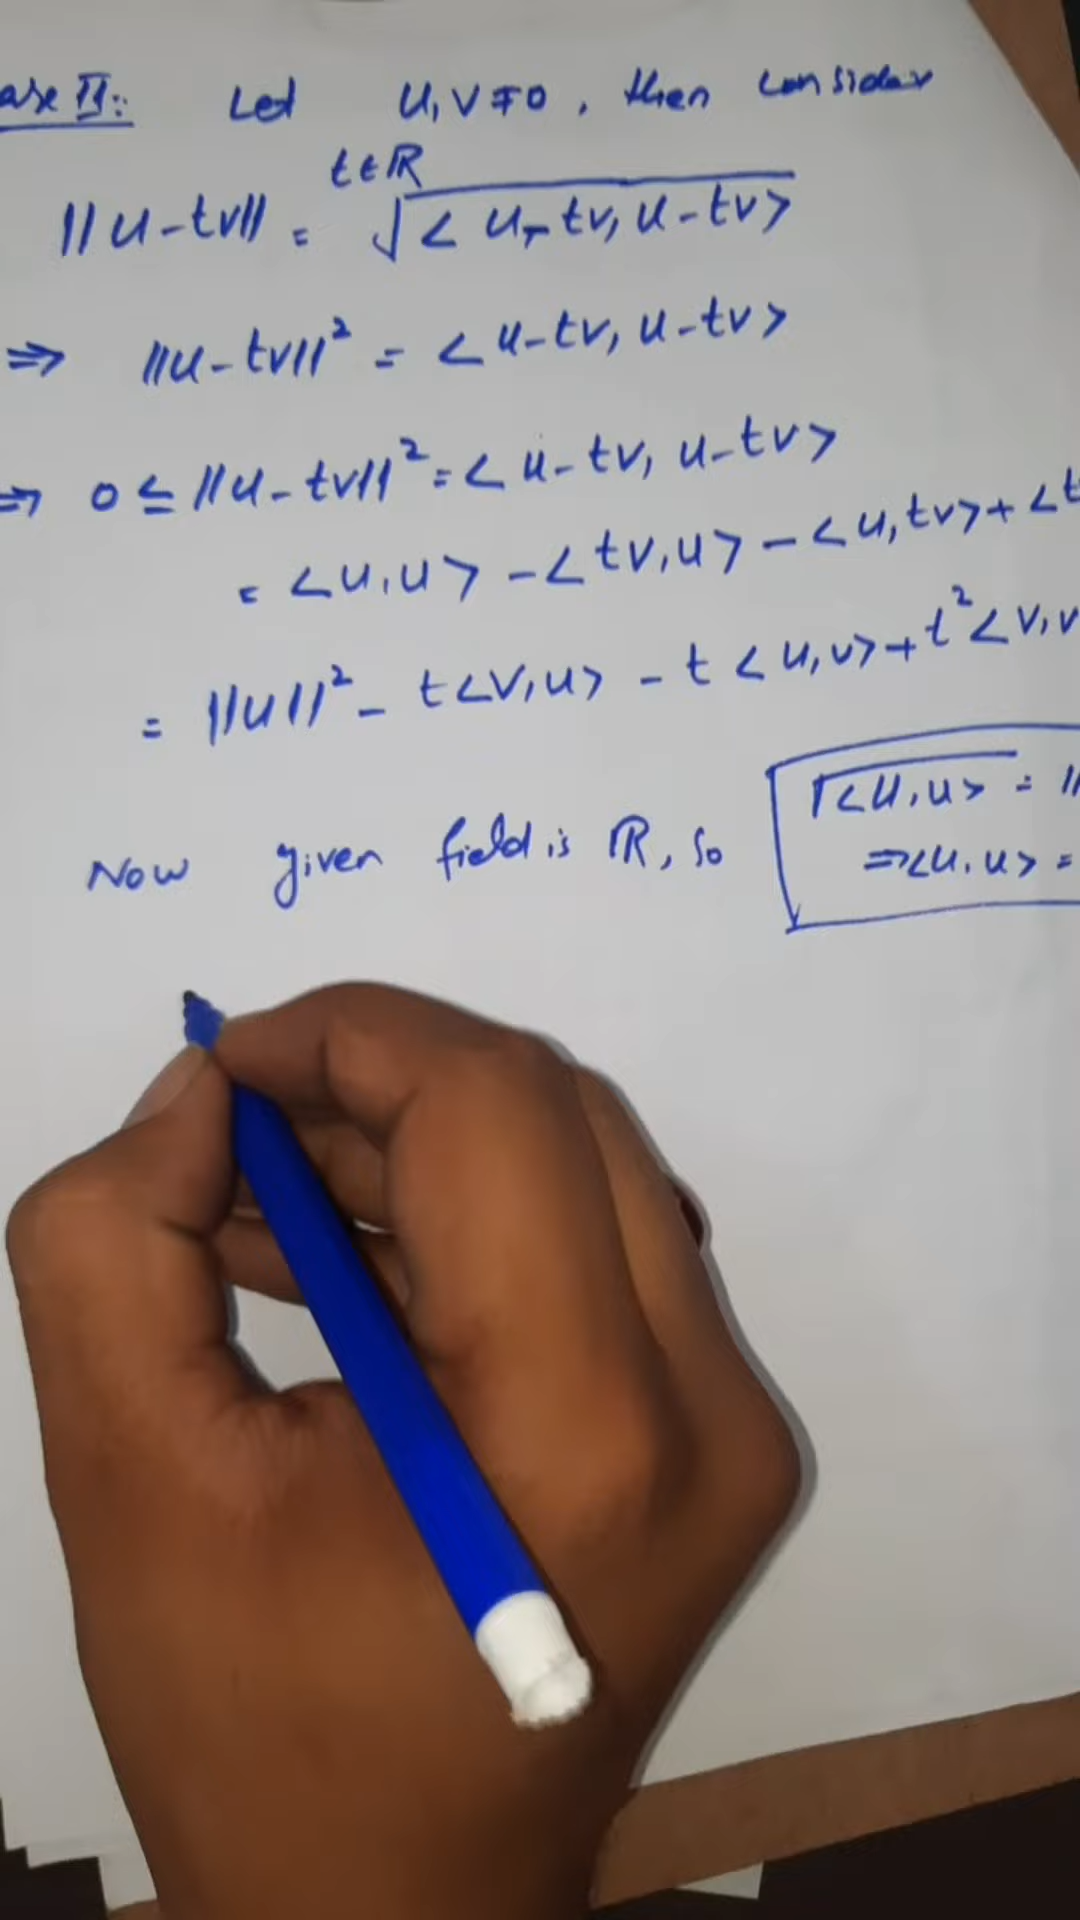 ase II: Let u, v ≠ 0, then consider
t∈ℝ
||u-tv|| = √<u-tv, u-tv>
⇒ ||u-tv||² = <u-tv, u-tv>
⇒ 0 ≤ ||u-tv||² = <u-tv, u-tv>
= <u,u> - <tv,u> - <u,tv> + <t
= ||u||² - t<v,u> - t<u,v> + t²<v,v
Now given field is ℝ, so
√<u,u> = ||
⇒ <u,u> =